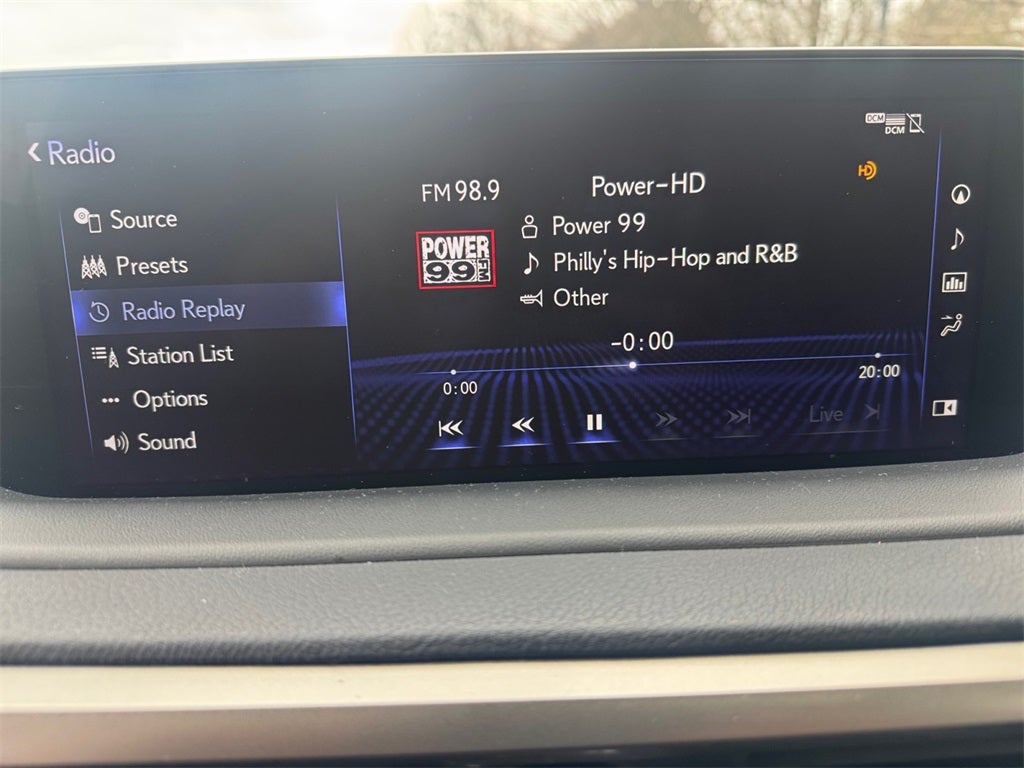 DCM
DCM
Radio
HD
FM 98.9
Power-HD
Source
POWER
99 FM
Power 99
Presets
Philly's Hip-Hop and R&B
Radio Replay
Other
Station List
-0:00
0:00
20:00
Options
Live
Sound